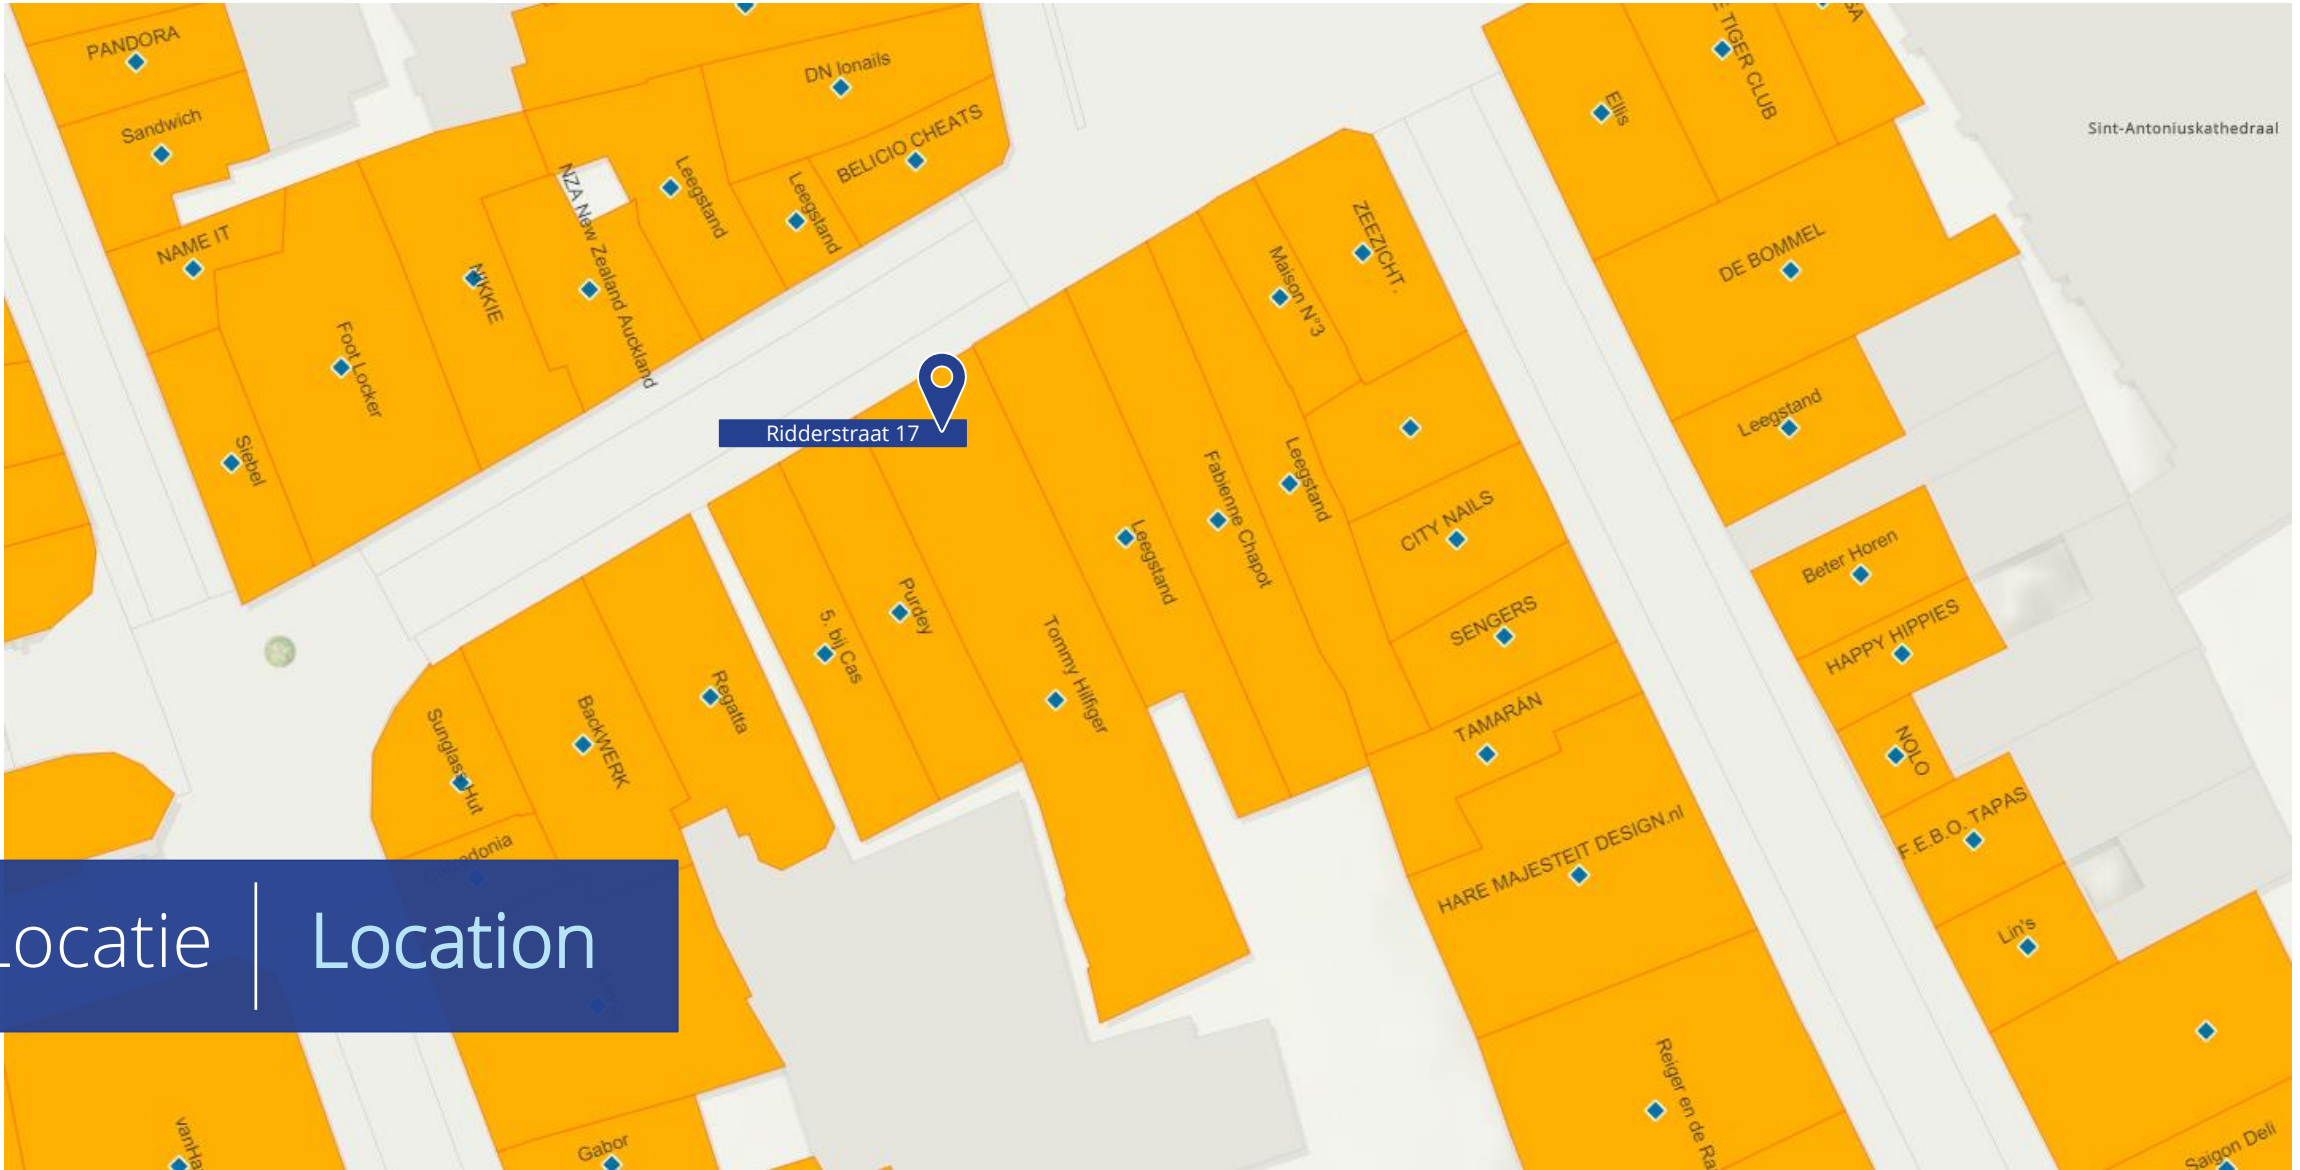 PANDORA
Sandwich
NAME IT
Siebel
Foot Locker
NIKKIE
NZA New Zealand Auckland
Leegstand
DN Ionails
BELICIO CHEATS
Leegstand
Ellis
TIGER CLUB
Sint-Antoniuskathedraal
DE BOMMEL
Leegstand
ZEEZICHT.
Maison N°3
Leegstand
Fabienne Chapot
Leegstand
Tommy Hilfiger
Purdey
5. bij Cas
Ridderstraat 17
Regatta
BackWERK
Sunglass Hut
CITY NAILS
SENGERS
TAMARÁN
HARE MAJESTEIT DESIGN.nl
Reiger en de
Beter Horen
HAPPY HIPPIES
NOLO
F.E.B.O. TAPAS
Lin's
Saigon Deli
Locatie
Location
Gabor